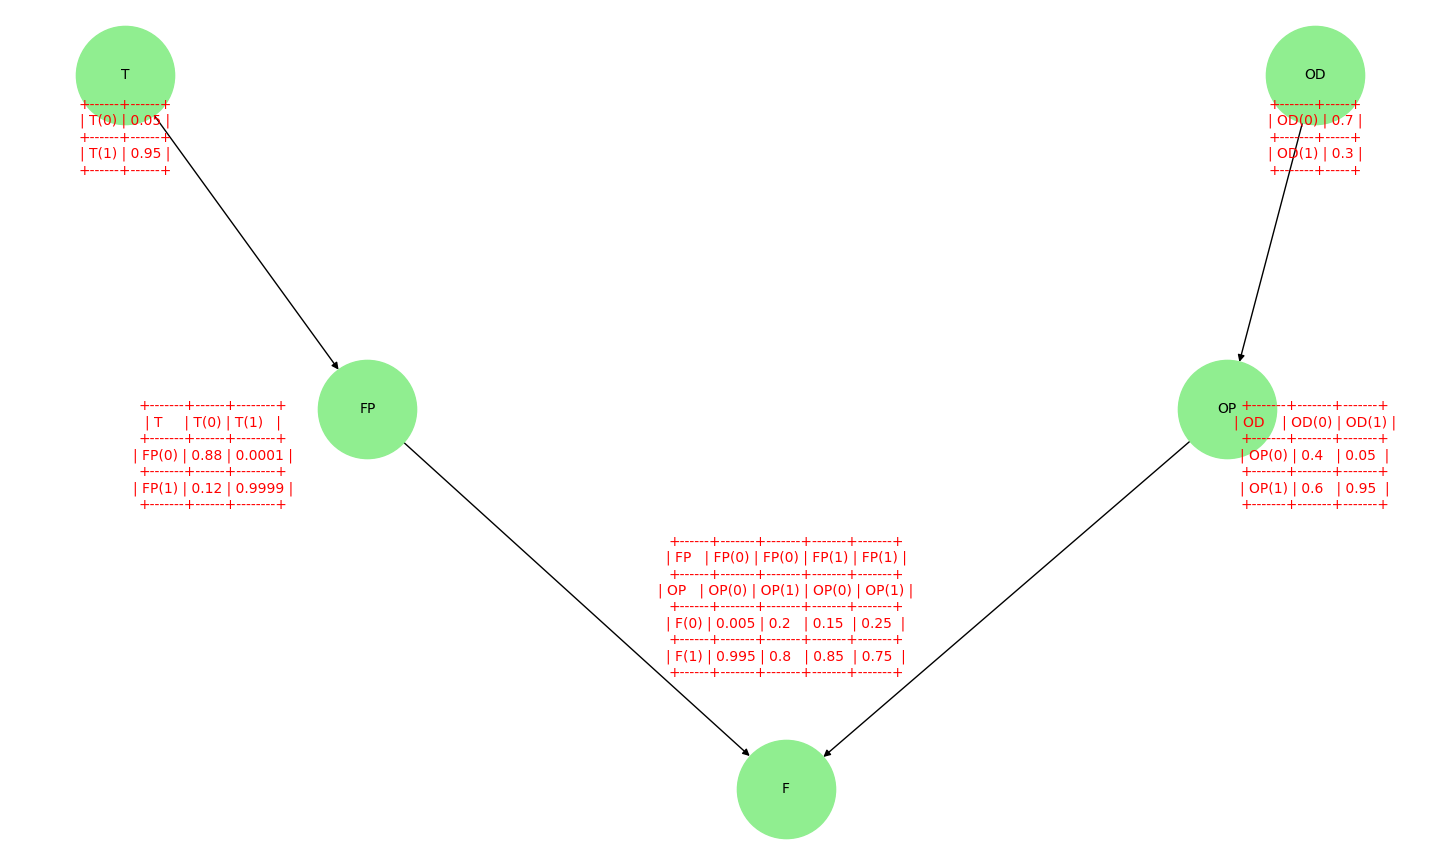 T
OD
+------+------+
| T(0) | 0.05 |
+------+------+
| T(1) | 0.95 |
+------+------+
+-------+-----+
| OD(0) | 0.7 |
+-------+-----+
| OD(1) | 0.3 |
+-------+-----+
FP
OP
+-------+------+--------+
| T     | T(0) | T(1)   |
+-------+------+--------+
| FP(0) | 0.88 | 0.0001 |
+-------+------+--------+
| FP(1) | 0.12 | 0.9999 |
+-------+------+--------+
+-------+-------+-------+
| OD    | OD(0) | OD(1) |
+-------+-------+-------+
| OP(0) | 0.4   | 0.05  |
+-------+-------+-------+
| OP(1) | 0.6   | 0.95  |
+-------+-------+-------+
+------+-------+-------+-------+-------+
| FP   | FP(0) | FP(0) | FP(1) | FP(1) |
+------+-------+-------+-------+-------+
| OP   | OP(0) | OP(1) | OP(0) | OP(1) |
+------+-------+-------+-------+-------+
| F(0) | 0.005 | 0.2   | 0.15  | 0.25  |
+------+-------+-------+-------+-------+
| F(1) | 0.995 | 0.8   | 0.85  | 0.75  |
+------+-------+-------+-------+-------+
F